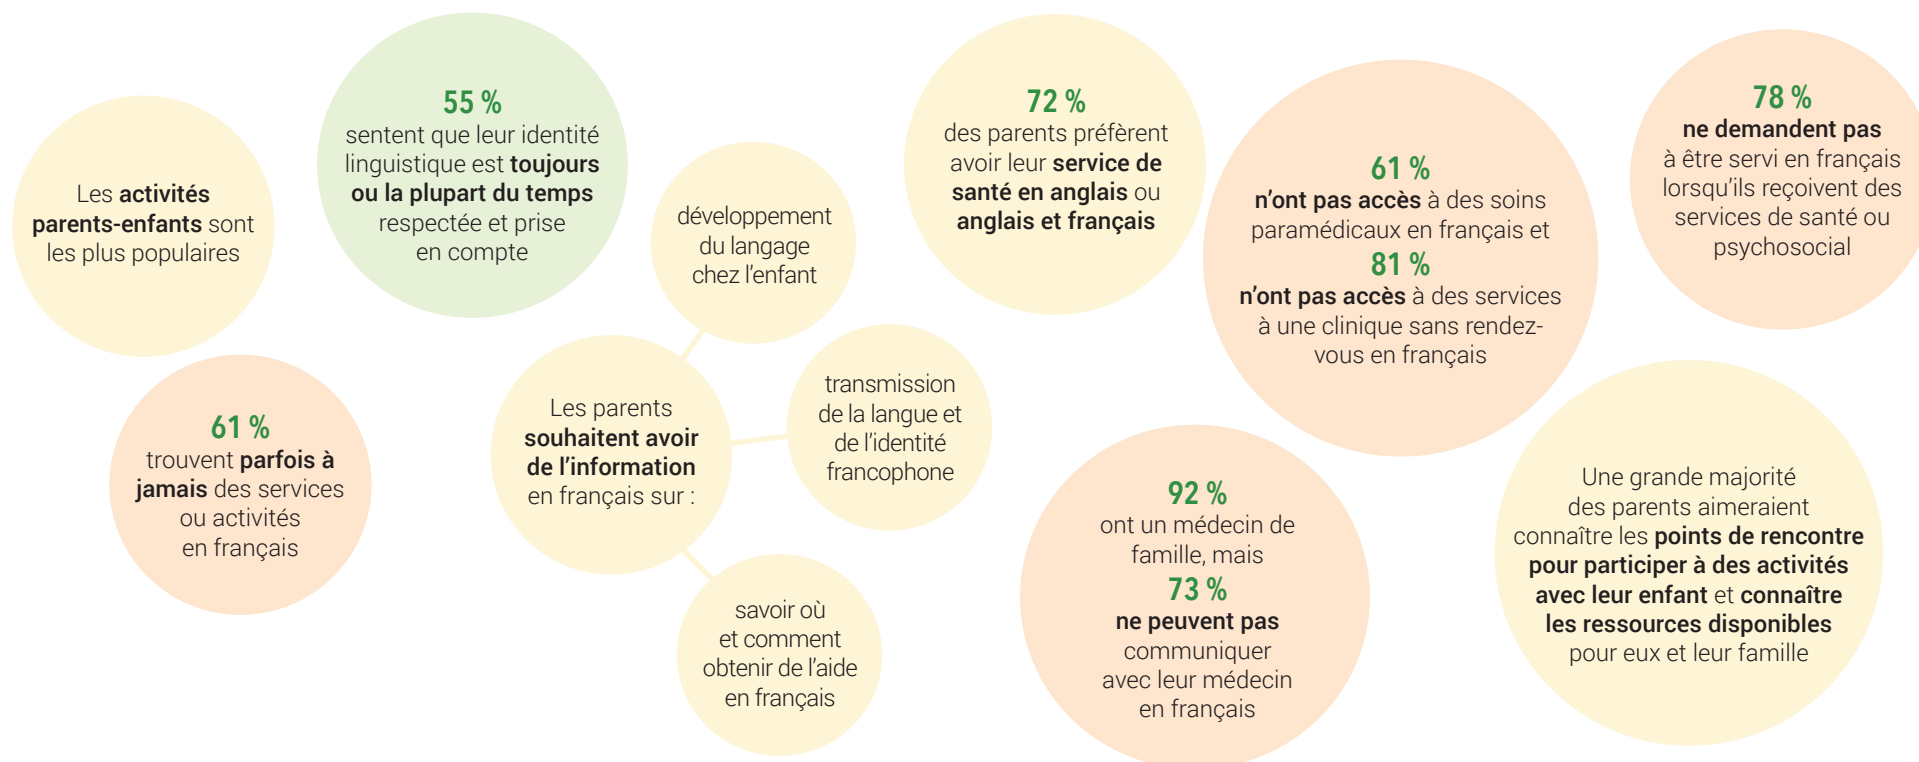 Les activités
parents-enfants sont
les plus populaires
55 %
sentent que leur identité
linguistique est toujours
ou la plupart du temps
respectée et prise
en compte
61 %
trouvent parfois à
jamais des services
ou activités
en français
Les parents
souhaitent avoir
de l’information
en français sur :
développement
du langage
chez l’enfant
transmission
de la langue et
de l’identité
francophone
savoir où
et comment
obtenir de l’aide
en français
72 %
des parents préfèrent
avoir leur service de
santé en anglais ou
anglais et français
61 %
n’ont pas accès à des soins
paramédicaux en français et
81 %
n’ont pas accès à des services
à une clinique sans rendez-
vous en français
92 %
ont un médecin de
famille, mais
73 %
ne peuvent pas
communiquer
avec leur médecin
en français
78 %
ne demandent pas
à être servi en français
lorsqu’ils reçoivent des
services de santé ou
psychosocial
Une grande majorité
des parents aimeraient
connaître les points de rencontre
pour participer à des activités
avec leur enfant et connaître
les ressources disponibles
pour eux et leur famille